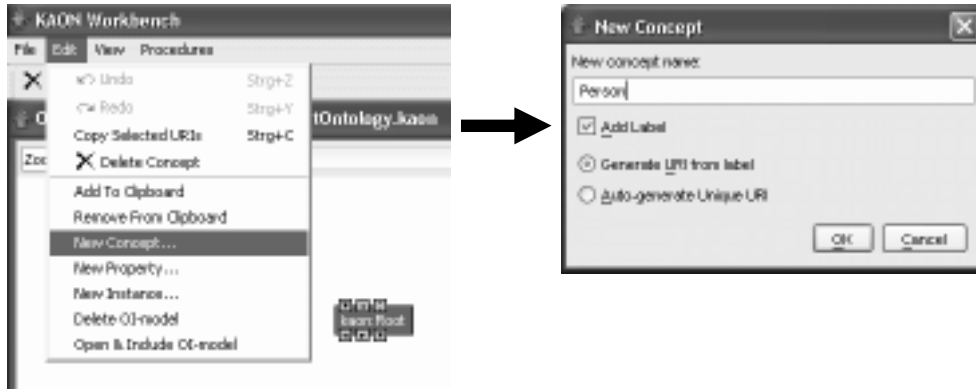 KAON Workbench
File Edit View Procedures
Undo Strg+Z
Redo Strg+Y
Copy Selected URIs Strg+C
Delete Concept
Add To Clipboard
Remove From Clipboard
New Concept...
New Property...
New Instance...
Delete OI-model
Open & Include OI-model
tOntology.kaon
Zoo
kaon:Root
New Concept
New concept name:
Person
Add Label
Generate URI from label
Auto-generate Unique URI
OK Cancel